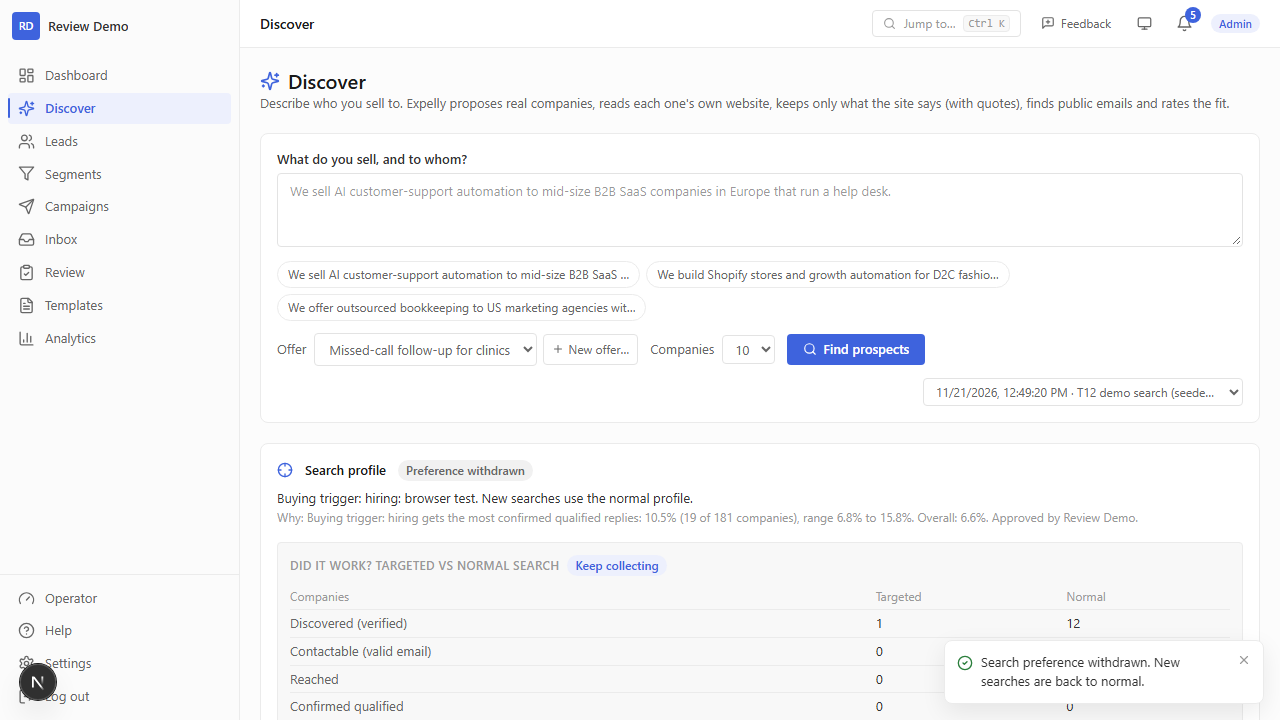 RD Review Demo
Discover
Jump to... Ctrl K
Feedback
5
Admin
Dashboard
Discover
Leads
Segments
Campaigns
Inbox
Review
Templates
Analytics
Operator
Help
Settings
Log out
N
Discover
Describe who you sell to. Expelly proposes real companies, reads each one's own website, keeps only what the site says (with quotes), finds public emails and rates the fit.
What do you sell, and to whom?
We sell AI customer-support automation to mid-size B2B SaaS companies in Europe that run a help desk.
We sell AI customer-support automation to mid-size B2B SaaS ...
We build Shopify stores and growth automation for D2C fashio...
We offer outsourced bookkeeping to US marketing agencies wit...
Offer Missed-call follow-up for clinics + New offer... Companies 10 Find prospects
11/21/2026, 12:49:20 PM · T12 demo search (seede...
Search profile Preference withdrawn
Buying trigger: hiring: browser test. New searches use the normal profile.
Why: Buying trigger: hiring gets the most confirmed qualified replies: 10.5% (19 of 181 companies), range 6.8% to 15.8%. Overall: 6.6%. Approved by Review Demo.
DID IT WORK? TARGETED VS NORMAL SEARCH Keep collecting
Companies Targeted Normal
Discovered (verified) 1 12
Contactable (valid email) 0
Reached 0
Confirmed qualified 0 0
Search preference withdrawn. New
searches are back to normal.